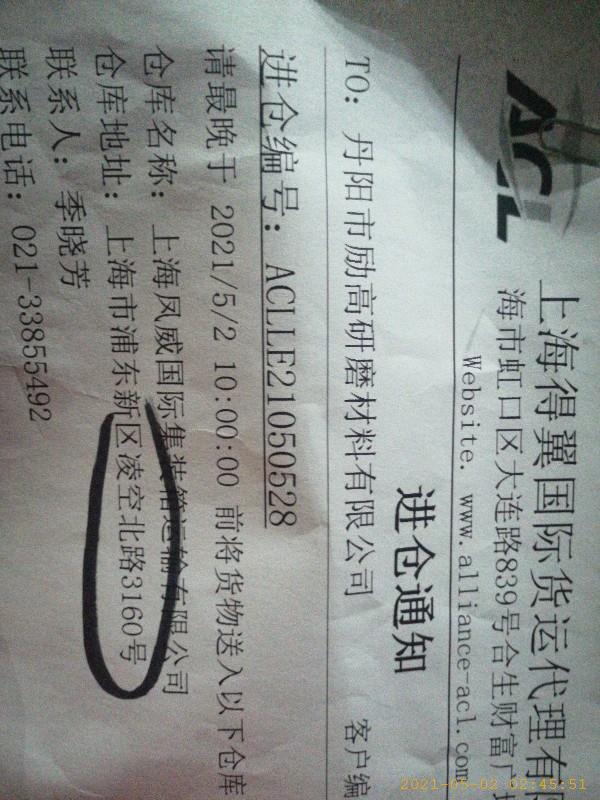 ACL
上海得翼国际货运代理有
海市虹口区大连路839号合生财富广
Website. www.alliance-acl.com
进仓通知
TO: 丹阳市励高研磨材料有限公司 客户编
进仓编号: ACLLE21050528
请最晚于 2021/5/2 10:00:00 前将货物送入以下仓库
仓库名称: 上海凤威国际集装箱运输有限公司
仓库地址: 上海市浦东新区凌空北路3160号
联系人: 季晓芳
联系电话: 021-33855492
2021-05-02 02:45:51